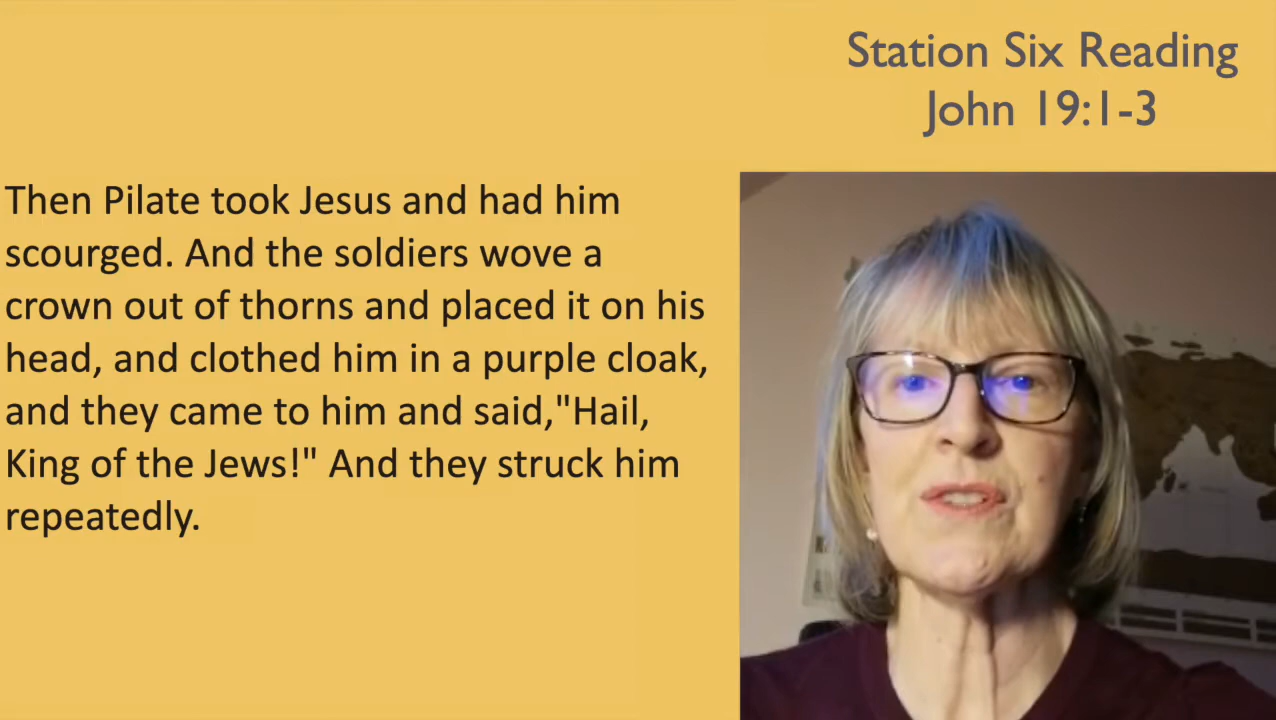 Station Six Reading
John 19:1-3
Then Pilate took Jesus and had him
scourged. And the soldiers wove a
crown out of thorns and placed it on his
head, and clothed him in a purple cloak,
and they came to him and said,"Hail,
King of the Jews!" And they struck him
repeatedly.